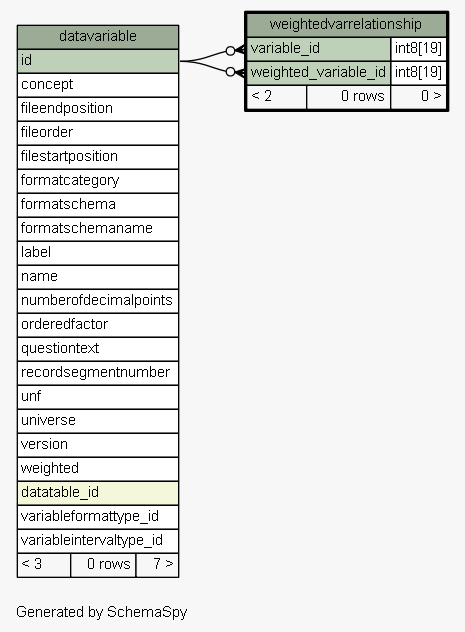 datavariable
id
concept
fileendposition
fileorder
filestartposition
formatcategory
formatschema
formatschemaname
label
name
numberofdecimalpoints
orderedfactor
questiontext
recordsegmentnumber
unf
universe
version
weighted
datatable_id
variableformattype_id
variableintervaltype_id
< 3 0 rows 7 >
weightedvarrelationship
variable_id int8[19]
weighted_variable_id int8[19]
< 2 0 rows 0 >
Generated by SchemaSpy